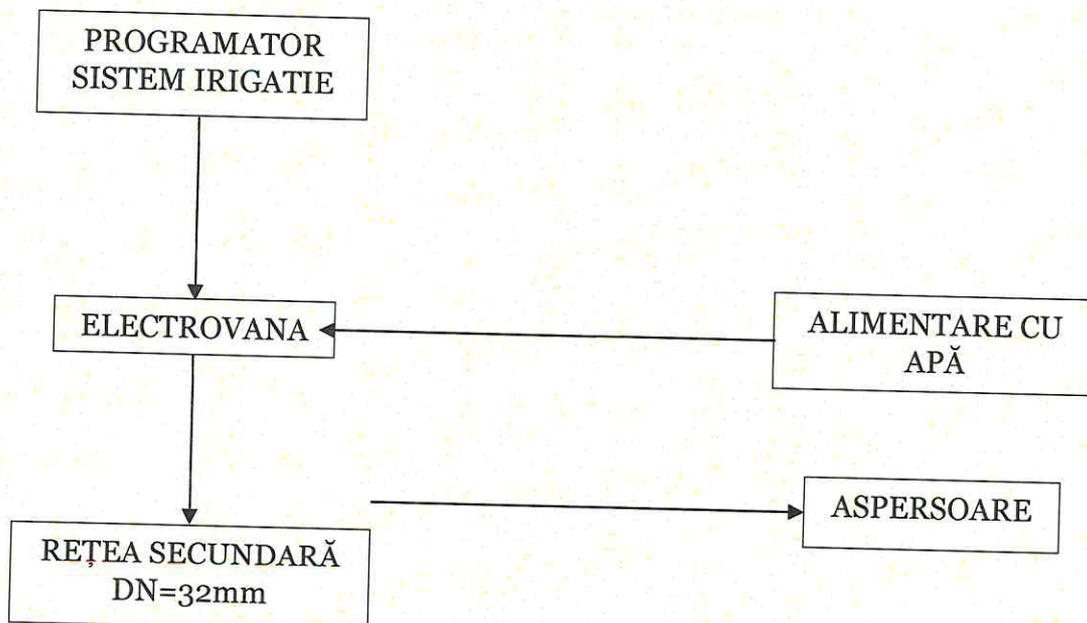 PROGRAMATOR
SISTEM IRIGATIE
ELECTROVANA
ALIMENTARE CU
APĂ
ASPERSOARE
REȚEA SECUNDARĂ
DN=32mm